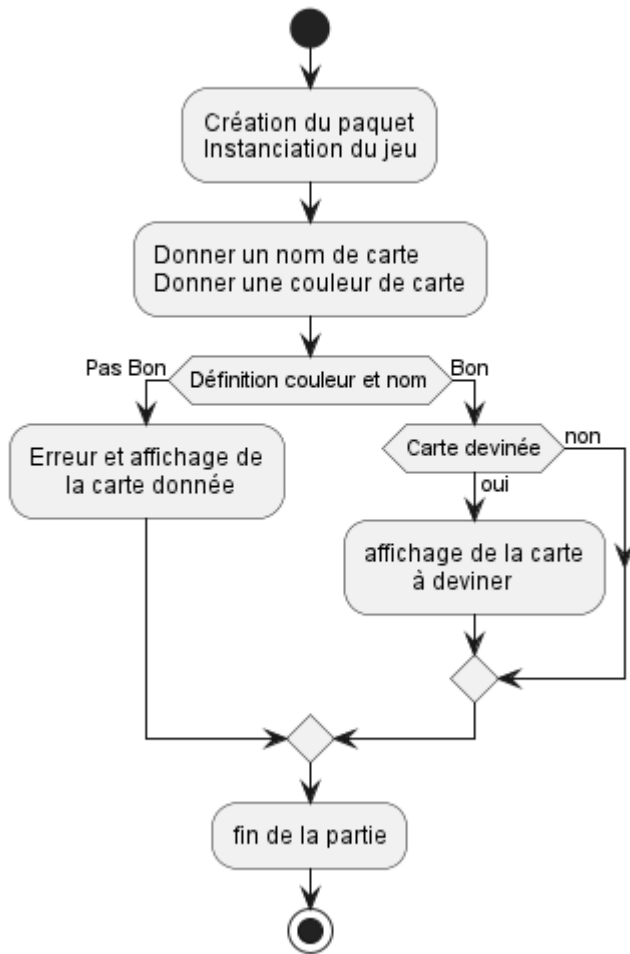 Création du paquet
Instanciation du jeu
Donner un nom de carte
Donner une couleur de carte
Pas Bon
Définition couleur et nom
Bon
Erreur et affichage de
la carte donnée
Carte devinée
non
oui
affichage de la carte
à deviner
fin de la partie